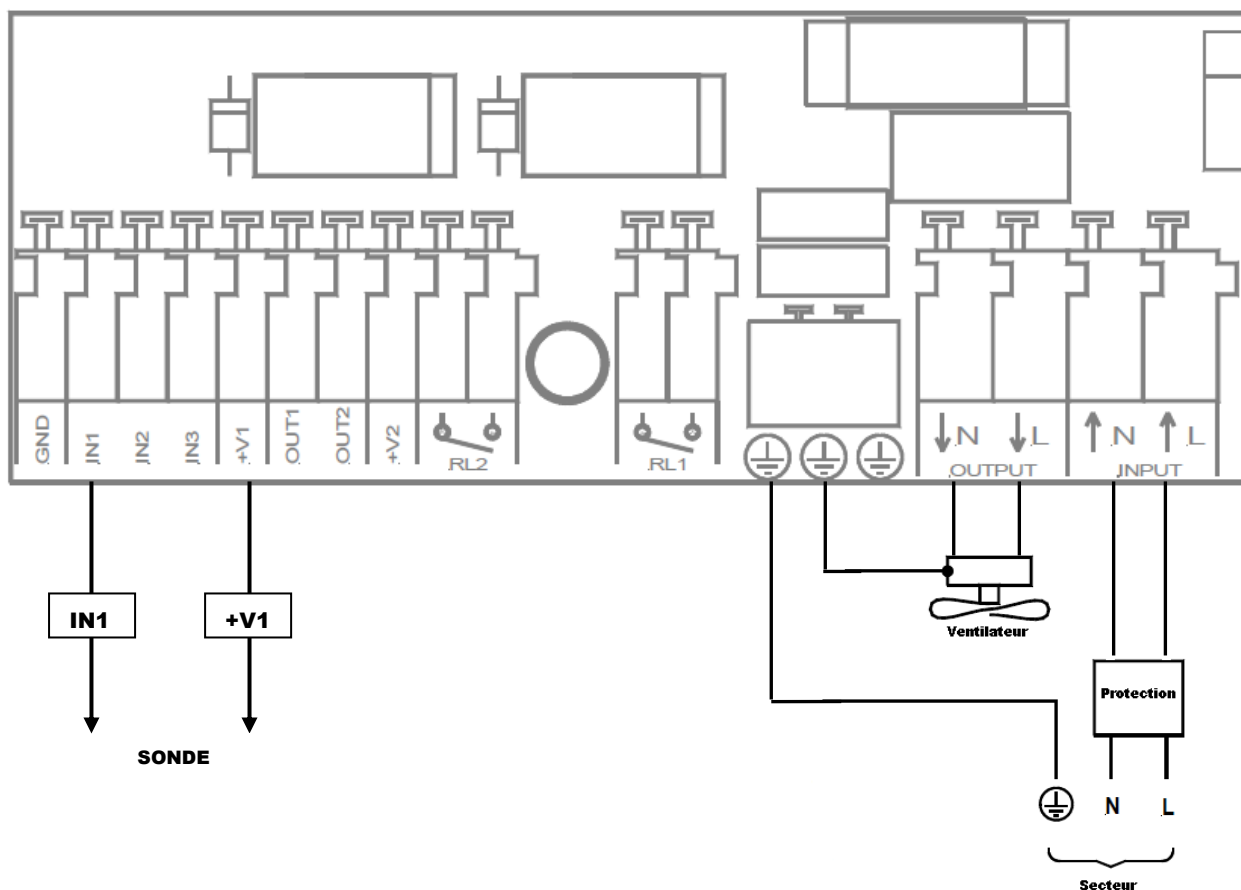 GND IN1 IN2 IN3 +V1 OUT1 OUT2 +V2 RL2 RL1 N L N L
OUTPUT INPUT
IN1 +V1
Ventilateur
Protection
SONDE
N L
Secteur